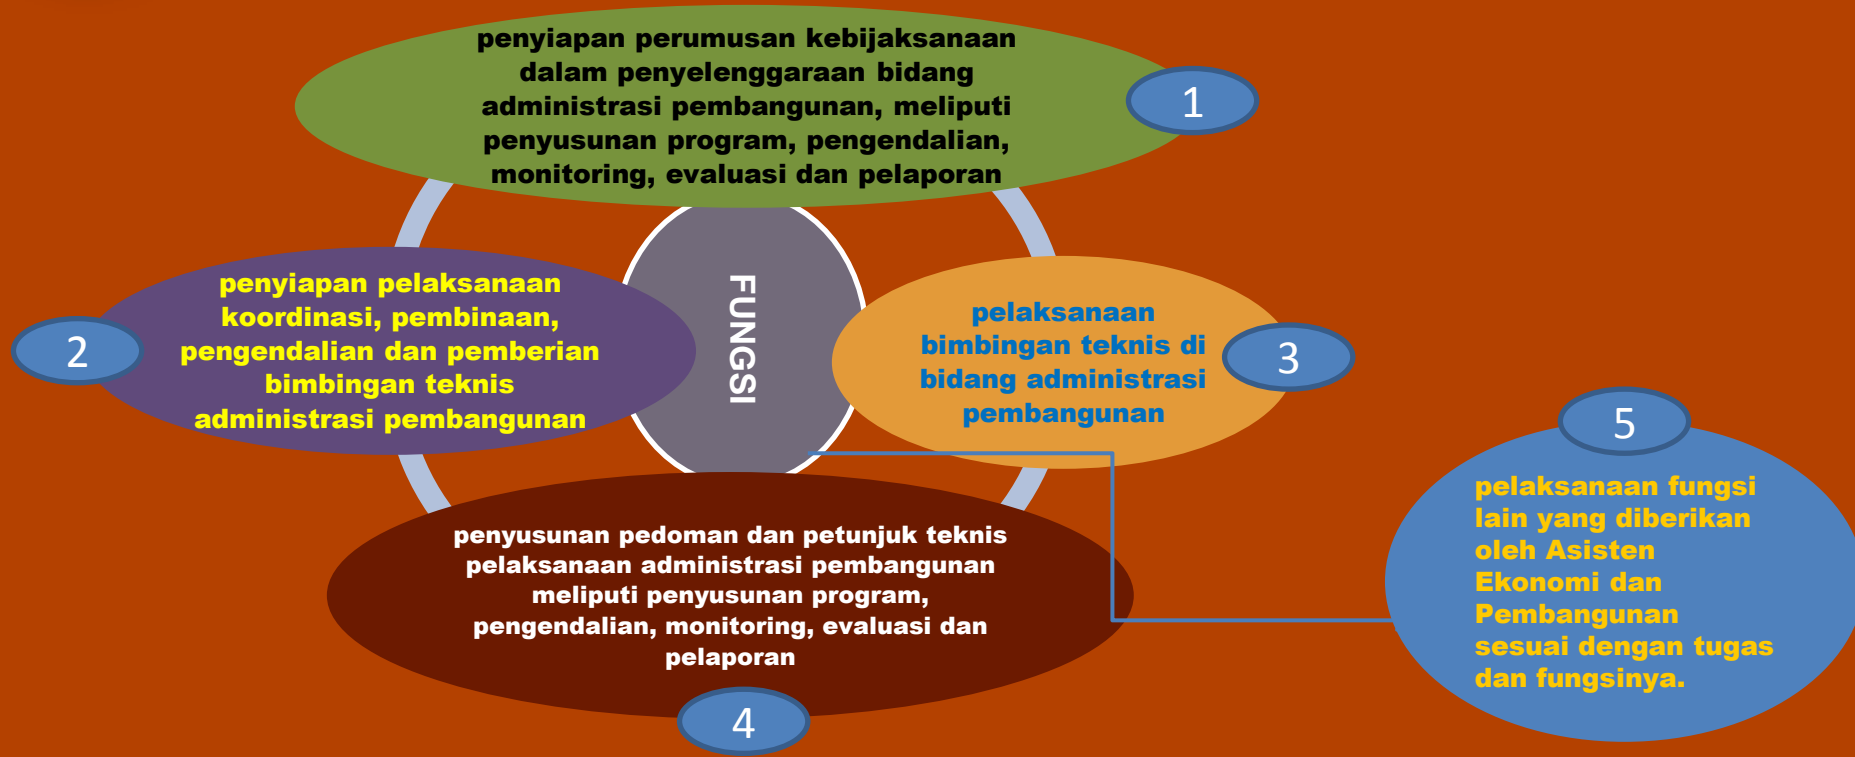 penyiapan perumusan kebijaksanaan
dalam penyelenggaraan bidang
administrasi pembangunan, meliputi
penyusunan program, pengendalian,
monitoring, evaluasi dan pelaporan
1
penyiapan pelaksanaan
koordinasi, pembinaan,
pengendalian dan pemberian
bimbingan teknis
administrasi pembangunan
2
FUNGSI
pelaksanaan
bimbingan teknis di
bidang administrasi
pembangunan
3
penyusunan pedoman dan petunjuk teknis
pelaksanaan administrasi pembangunan
meliputi penyusunan program,
pengendalian, monitoring, evaluasi dan
pelaporan
4
5
pelaksanaan fungsi
lain yang diberikan
oleh Asisten
Ekonomi dan
Pembangunan
sesuai dengan tugas
dan fungsinya.